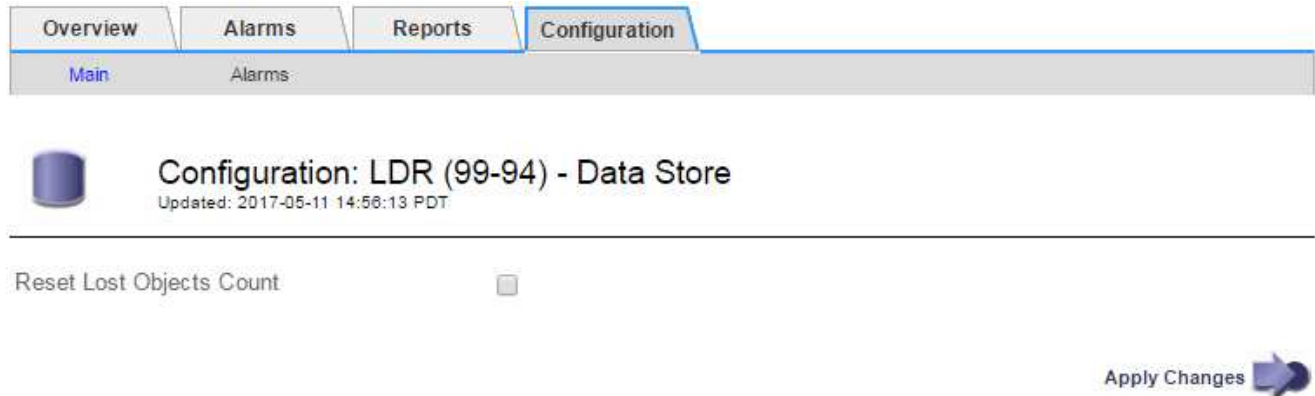 Overview Alarms Reports Configuration
Main Alarms
Configuration: LDR (99-94) - Data Store
Updated: 2017-05-11 14:56:13 PDT
Reset Lost Objects Count
Apply Changes